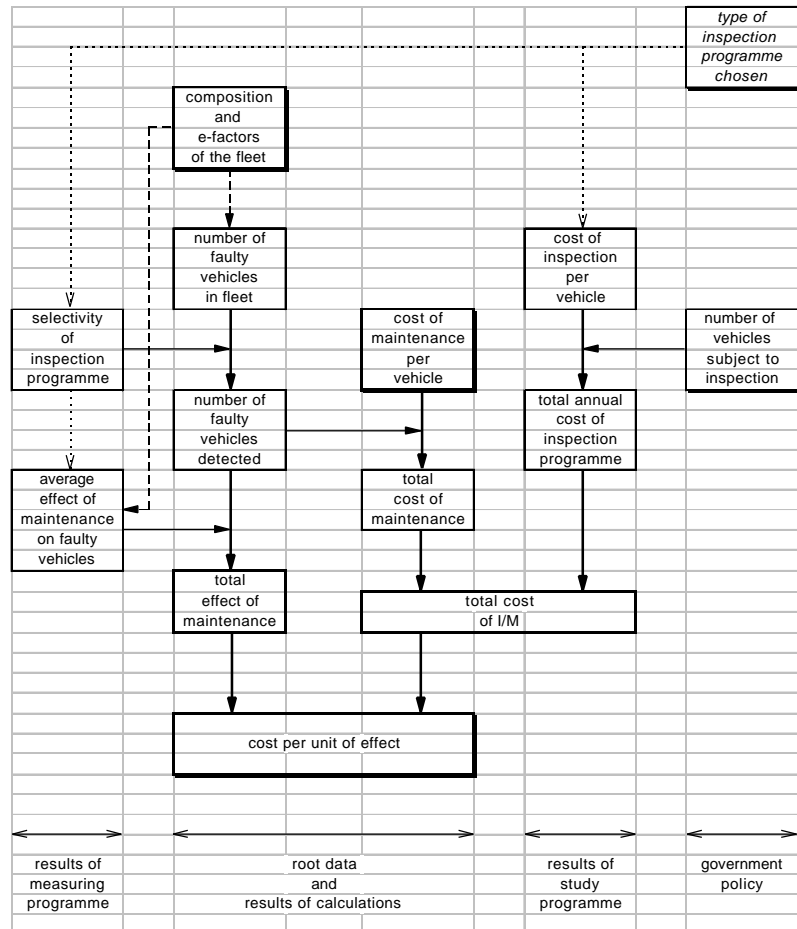 type of
inspection
programme
chosen
composition
and
e-factors
of the fleet
number of
faulty
vehicles
in fleet
cost of
inspection
per
vehicle
selectivity
of
inspection
programme
cost of
maintenance
per
vehicle
number of
vehicles
subject to
inspection
number of
faulty
vehicles
detected
total annual
cost of
inspection
programme
average
effect of
maintenance
on faulty
vehicles
total
cost of
maintenance
total
effect of
maintenance
total cost
of I/M
cost per unit of effect
results of
measuring
programme
root data
and
results of calculations
results of
study
programme
government
policy